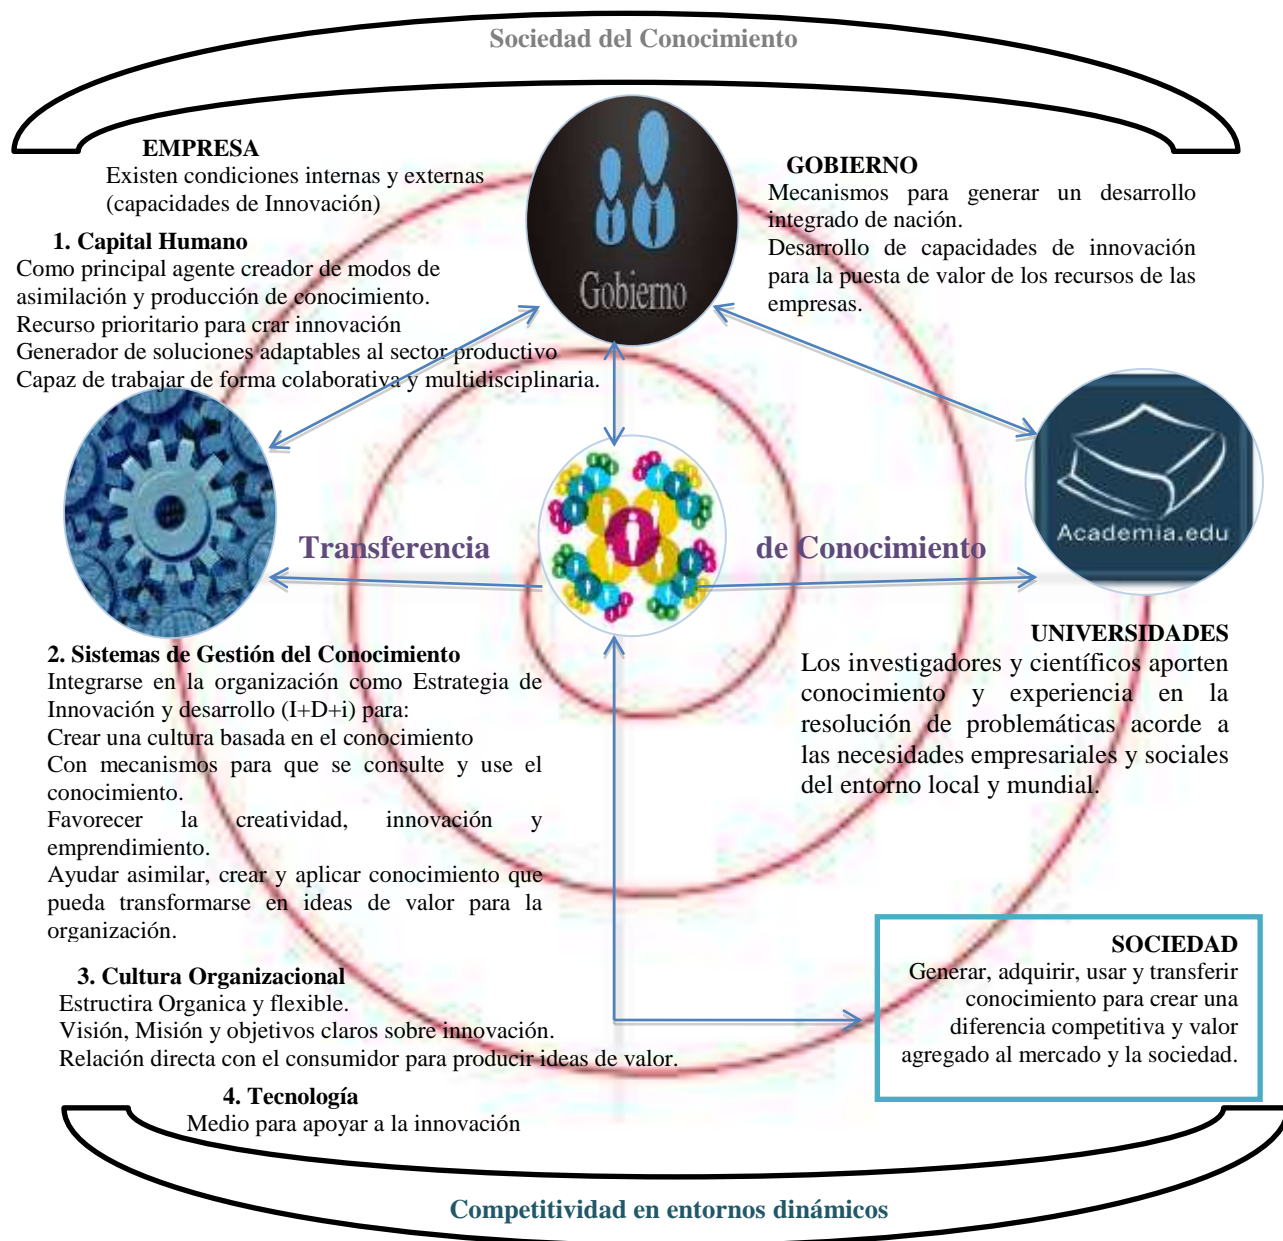 Sociedad del Conocimiento
EMPRESA
Existen condiciones internas y externas
(capacidades de Innovación)
1. Capital Humano
Como principal agente creador de modos de
asimilación y producción de conocimiento.
Recurso prioritario para crar innovación
Generador de soluciones adaptables al sector productivo
Capaz de trabajar de forma colaborativa y multidisciplinaria.
Gobierno
GOBIERNO
Mecanismos para generar un desarrollo
integrado de nación.
Desarrollo de capacidades de innovación
para la puesta de valor de los recursos de las
empresas.
Academia.edu
Transferencia de Conocimiento
2. Sistemas de Gestión del Conocimiento
Integrarse en la organización como Estrategia de
Innovación y desarrollo (I+D+i) para:
Crear una cultura basada en el conocimiento
Con mecanismos para que se consulte y use el
conocimiento.
Favorecer la creatividad, innovación y
emprendimiento.
Ayudar asimilar, crear y aplicar conocimiento que
pueda transformarse en ideas de valor para la
organización.
UNIVERSIDADES
Los investigadores y científicos aporten
conocimiento y experiencia en la
resolución de problemáticas acorde a
las necesidades empresariales y sociales
del entorno local y mundial.
3. Cultura Organizacional
Estructira Organica y flexible.
Visión, Misión y objetivos claros sobre innovación.
Relación directa con el consumidor para producir ideas de valor.
4. Tecnología
Medio para apoyar a la innovación
SOCIEDAD
Generar, adquirir, usar y transferir
conocimiento para crear una
diferencia competitiva y valor
agregado al mercado y la sociedad.
Competitividad en entornos dinámicos